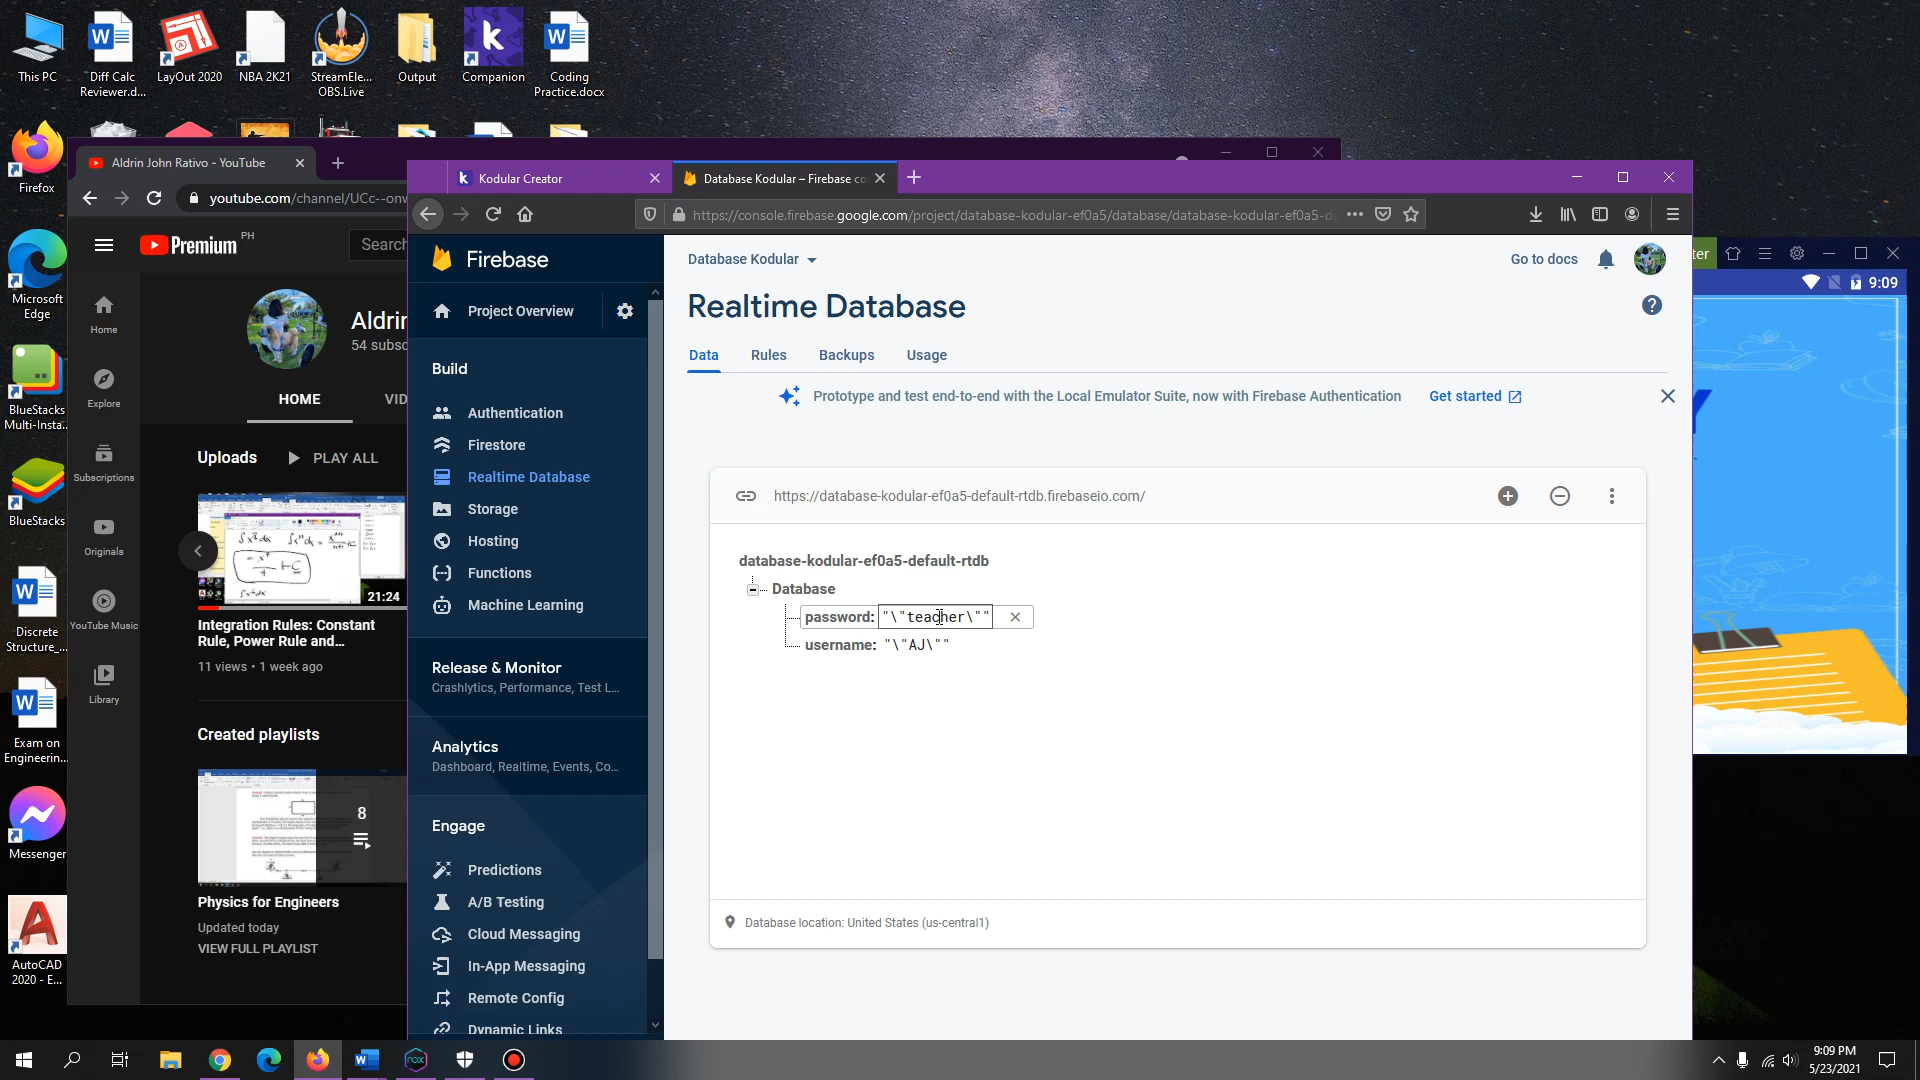 This PC
Diff Calc
Reviewer.d...
LayOut 2020
NBA 2K21
StreamEle...
OBS.Live
Output
Companion
Coding
Practice.docx
Firefox
Microsoft
Edge
BlueStacks
Multi-Insta...
BlueStacks
Discrete
Structure_...
Exam on
Engineerin...
Messenger
AutoCAD
2020 - E...
Aldrin John Rativo - YouTube
youtube.com/channel/UCc--onw
Premium PH
Search
Home
Explore
Subscriptions
Originals
YouTube Music
Library
Aldrin
54 subsc
HOME
VID
Uploads
PLAY ALL
21:24
Integration Rules: Constant
Rule, Power Rule and...
11 views • 1 week ago
Created playlists
8
Physics for Engineers
Updated today
VIEW FULL PLAYLIST
Kodular Creator
Database Kodular – Firebase co
https://console.firebase.google.com/project/database-kodular-ef0a5/database/database-kodular-ef0a5-d
Firebase
Project Overview
Build
Authentication
Firestore
Realtime Database
Storage
Hosting
Functions
Machine Learning
Release & Monitor
Crashlytics, Performance, Test L...
Analytics
Dashboard, Realtime, Events, Co...
Engage
Predictions
A/B Testing
Cloud Messaging
In-App Messaging
Remote Config
Dynamic Links
Database Kodular
Go to docs
Realtime Database
Data
Rules
Backups
Usage
Prototype and test end-to-end with the Local Emulator Suite, now with Firebase Authentication
Get started
https://database-kodular-ef0a5-default-rtdb.firebaseio.com/
database-kodular-ef0a5-default-rtdb
Database
password: "\"teacher\""
username: "\"AJ\""
Database location: United States (us-central1)
ter
9:09
Y
9:09 PM
5/23/2021